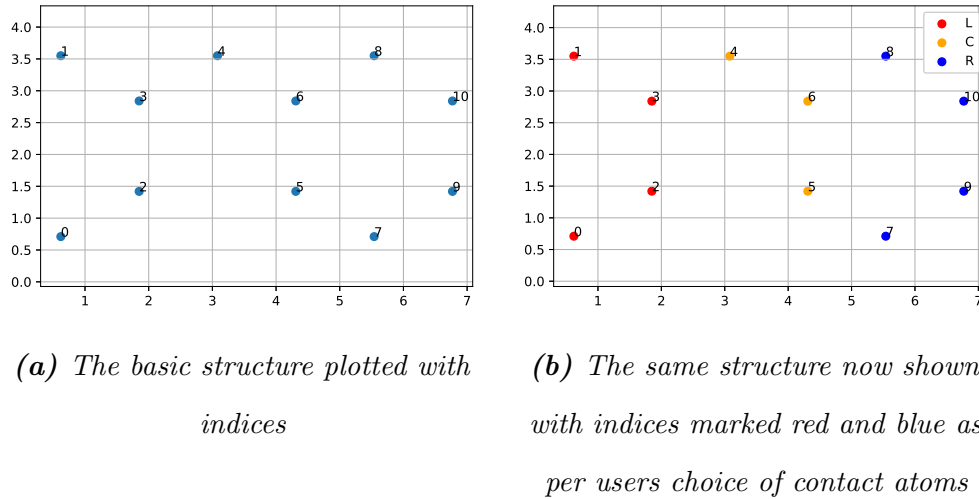 4.0
3.5
3.0
2.5
2.0
1.5
1.0
0.5
0.0
1 2 3 4 5 6 7
1 4 8
3 6 10
2 5 9
0 7
4.0
3.5
3.0
2.5
2.0
1.5
1.0
0.5
0.0
1 2 3 4 5 6 7
1 4 8
3 6 10
2 5 9
0 7
L
C
R
(a) The basic structure plotted with
indices
(b) The same structure now shown
with indices marked red and blue as
per users choice of contact atoms